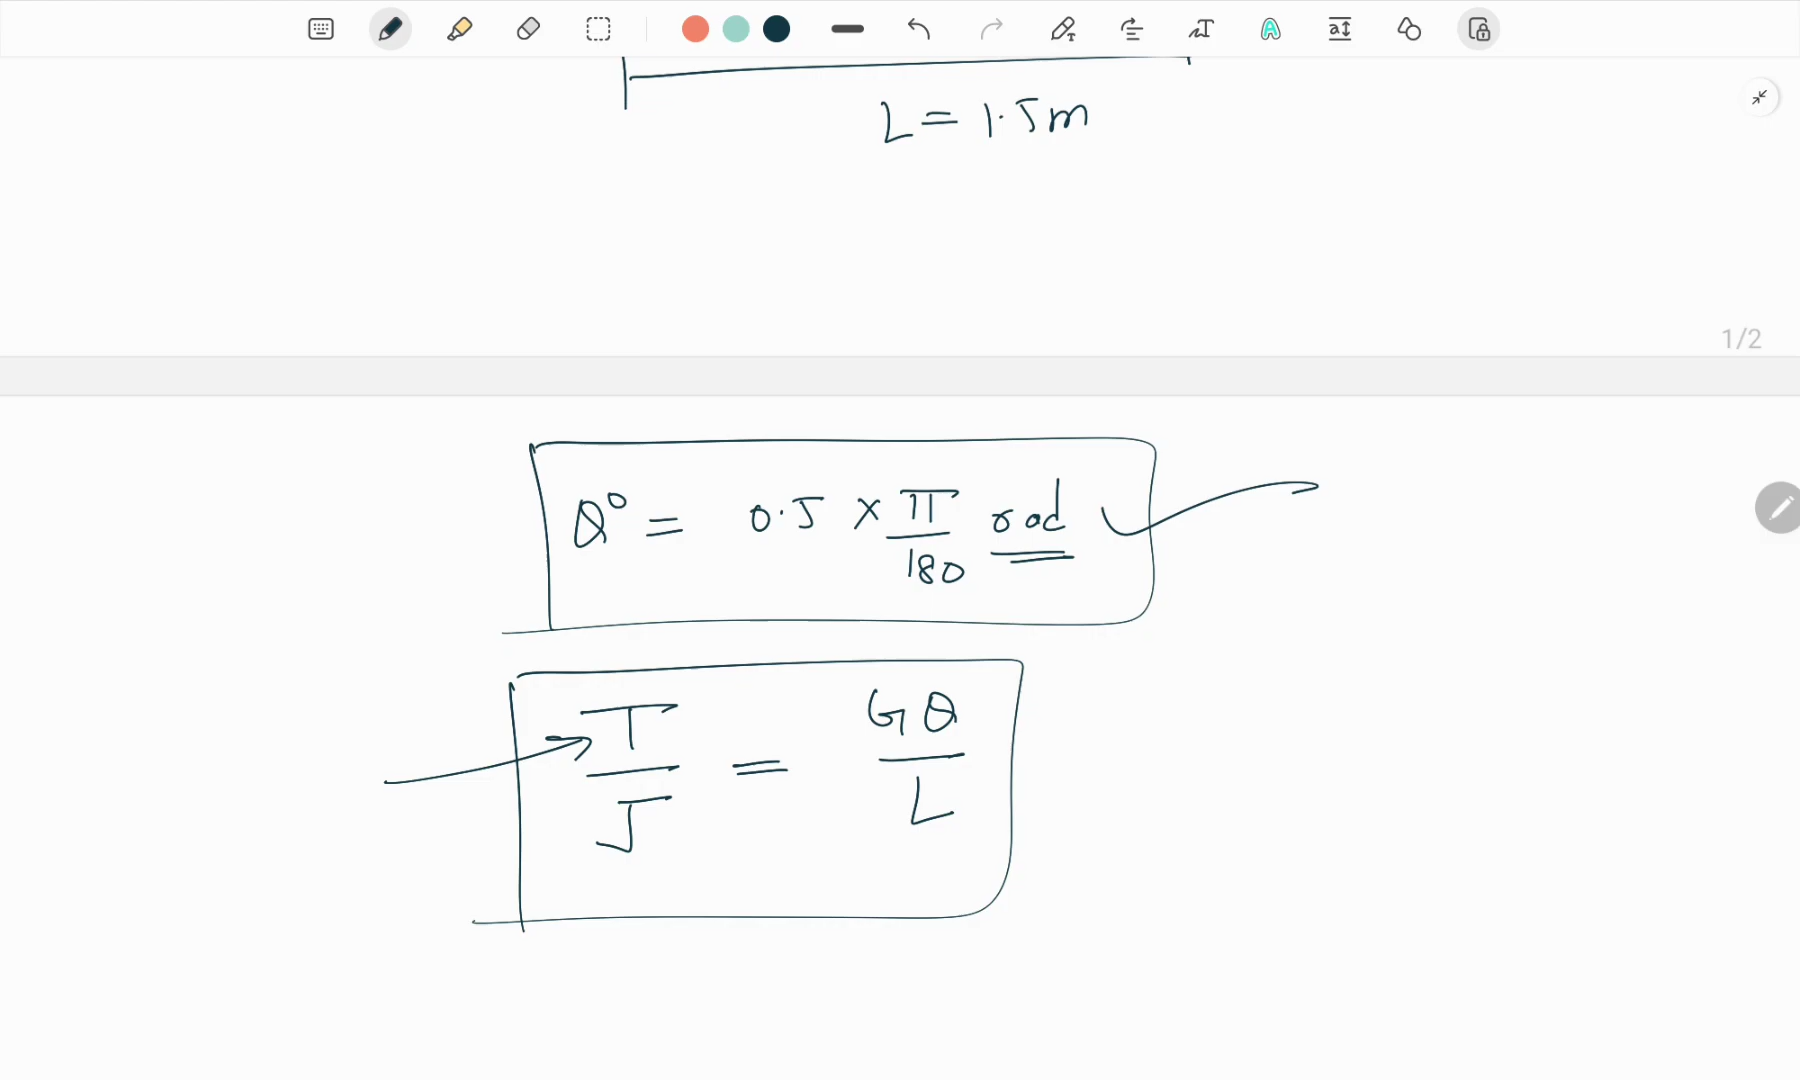 L = 1.5m
1/2
θ° = 0.5 × π/180 rad
T/J = Gθ/L